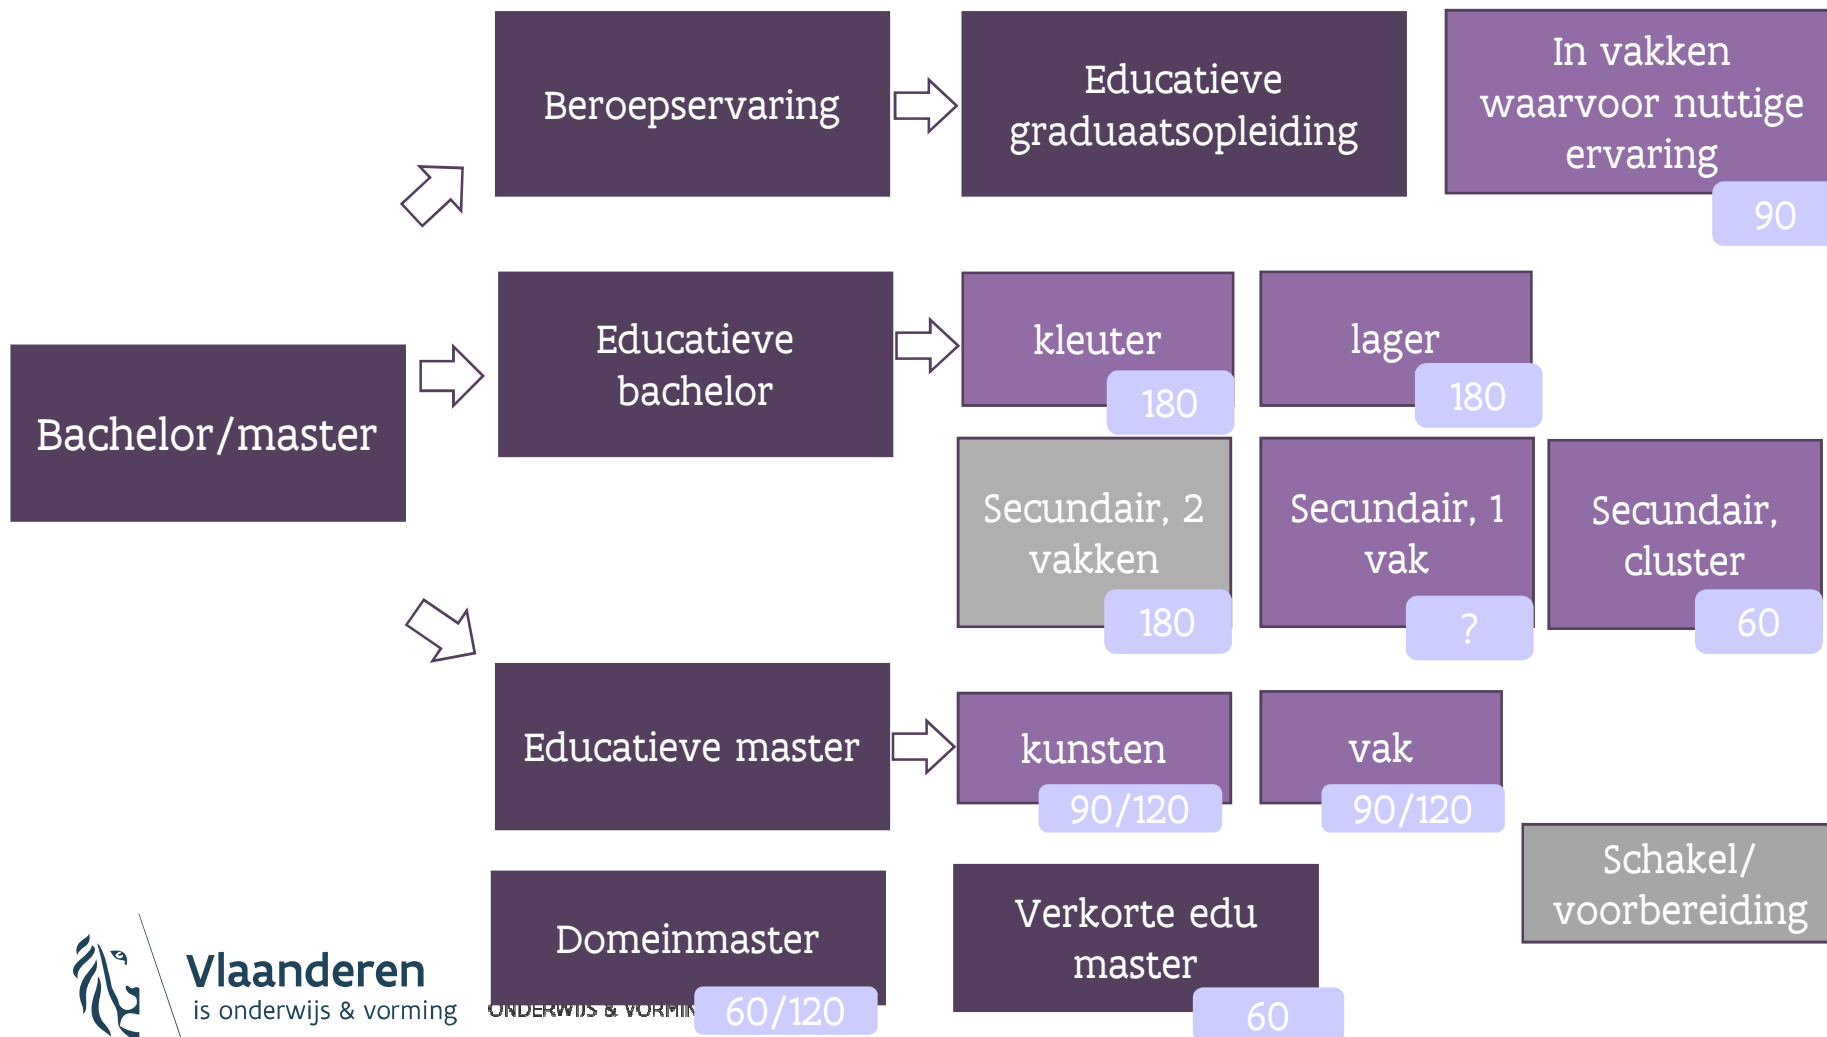 Beroepservaring
Educatieve
graduaatsopleiding
In vakken
waarvoor nuttige
ervaring
90
Bachelor/master
Educatieve
bachelor
kleuter
180
lager
180
Secundair, 2
vakken
180
Secundair, 1
vak
?
Secundair,
cluster
60
Educatieve master
kunsten
90/120
vak
90/120
Schakel/
voorbereiding
Domeinmaster
60/120
Verkorte edu
master
60
Vlaanderen
is onderwijs & vorming
ONDERWIJS &